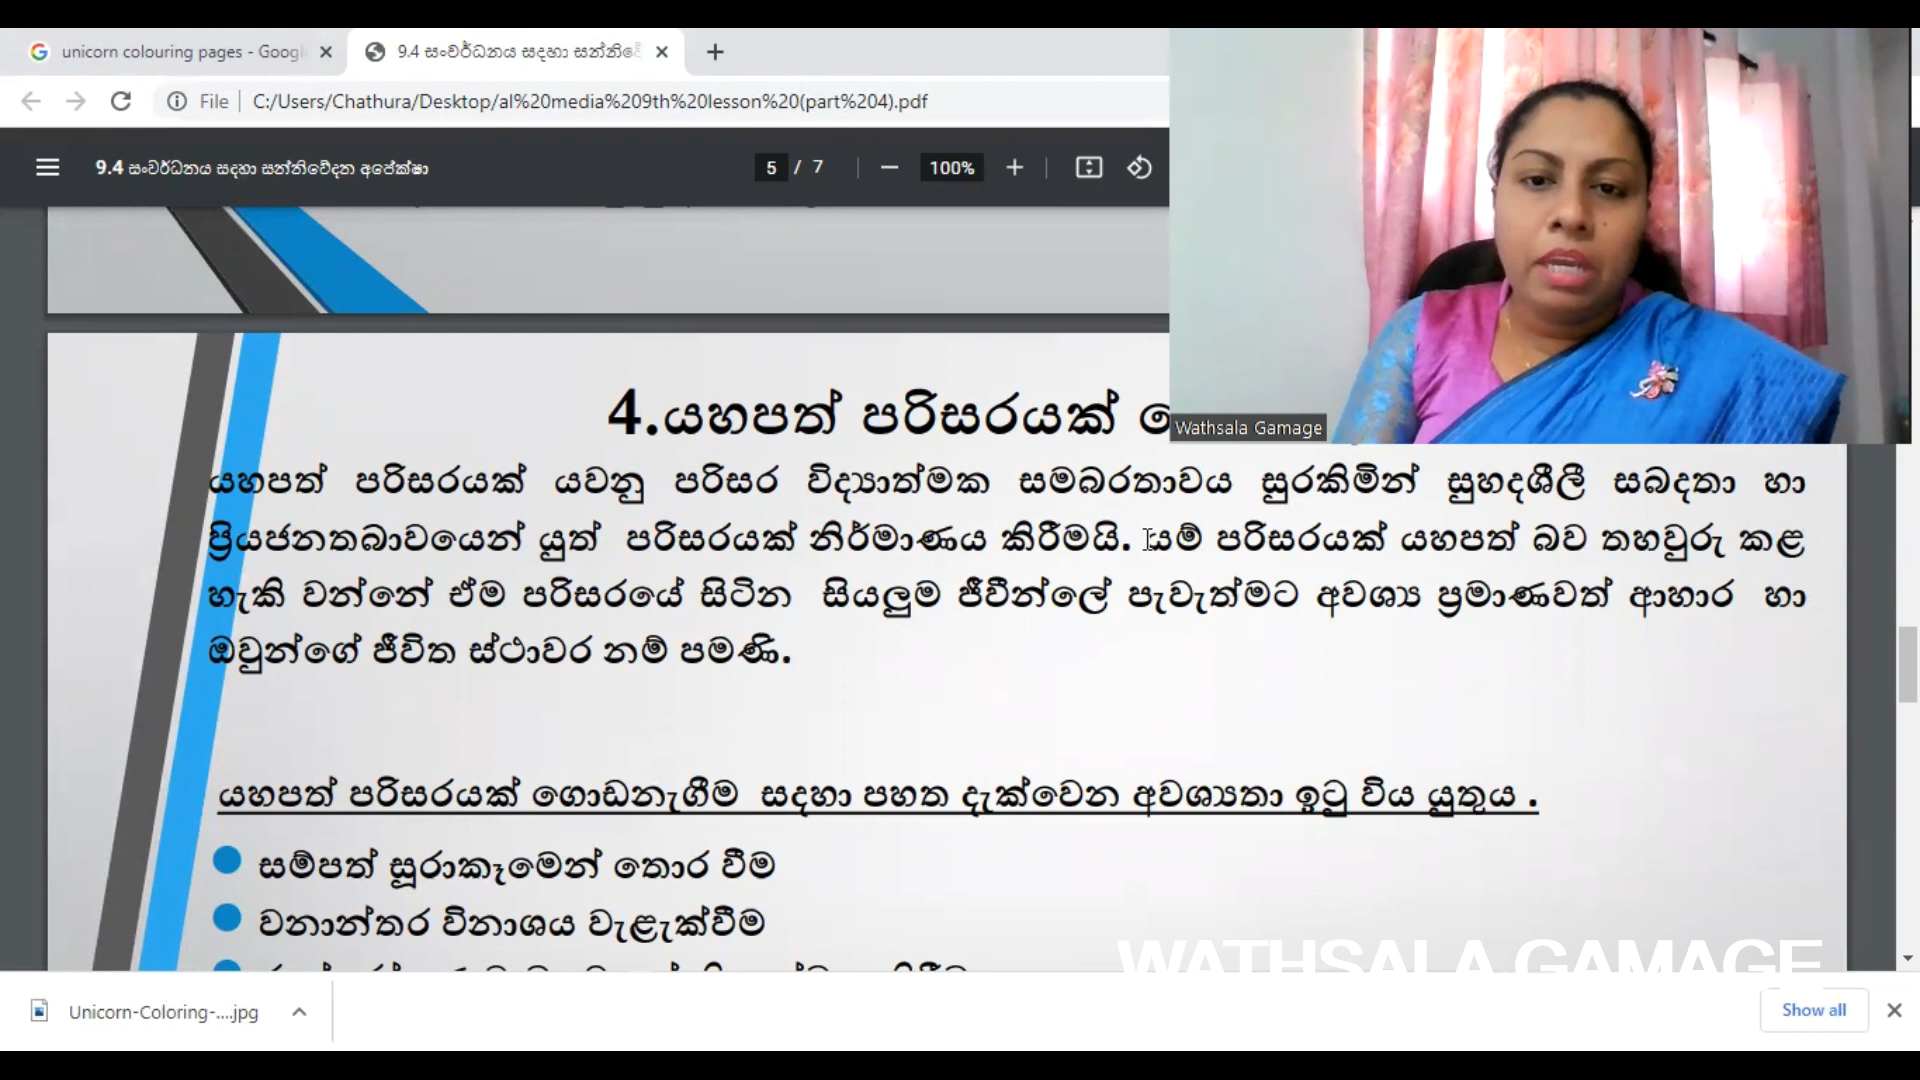 unicorn colouring pages - Googl
9.4 සංවර්ධනය සදහා සන්නිවේ
File
C:/Users/Chathura/Desktop/al%20media%209th%20lesson%20(part%204).pdf
9.4 සංවර්ධනය සදහා සන්නිවේදන අපේක්ෂා
5 / 7
100%
Wathsala Gamage
4.යහපත් පරිසරයක්
යහපත් පරිසරයක් යවනු පරිසර විද්‍යාත්මක සමබරතාවය සුරකිමින් සුහදශීලී සබදතා හා
ප්‍රියජනතබාවයෙන් යුත් පරිසරයක් නිර්මාණය කිරීමයි. යම් පරිසරයක් යහපත් බව තහවුරු කළ
හැකි වන්නේ ඒම පරිසරයේ සිටින සියලුම ජීවීන්ලේ පැවැත්මට අවශ්‍ය ප්‍රමාණවත් ආහාර හා
ඔවුන්ගේ ජීවිත ස්ථාවර නම් පමණි.
යහපත් පරිසරයක් ගොඩනැගීම සදහා පහත දැක්වෙන අවශ්‍යතා ඉටු විය යුතුය .
සම්පත් සූරාකෑමෙන් තොර වීම
වනාන්තර විනාශය වැළැක්වීම
WATHSALA GAMAGE
Unicorn-Coloring-....jpg
Show all